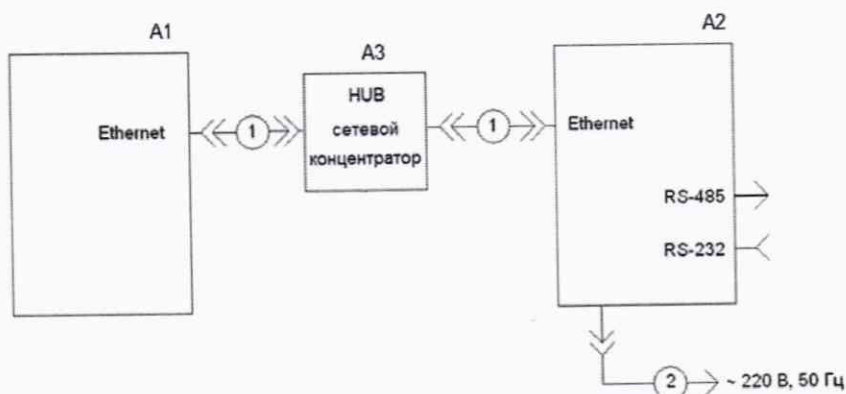 A1
A3
A2
HUB
сетевой
концентратор
Ethernet
1
1
Ethernet
RS-485
RS-232
2
~ 220 В, 50 Гц